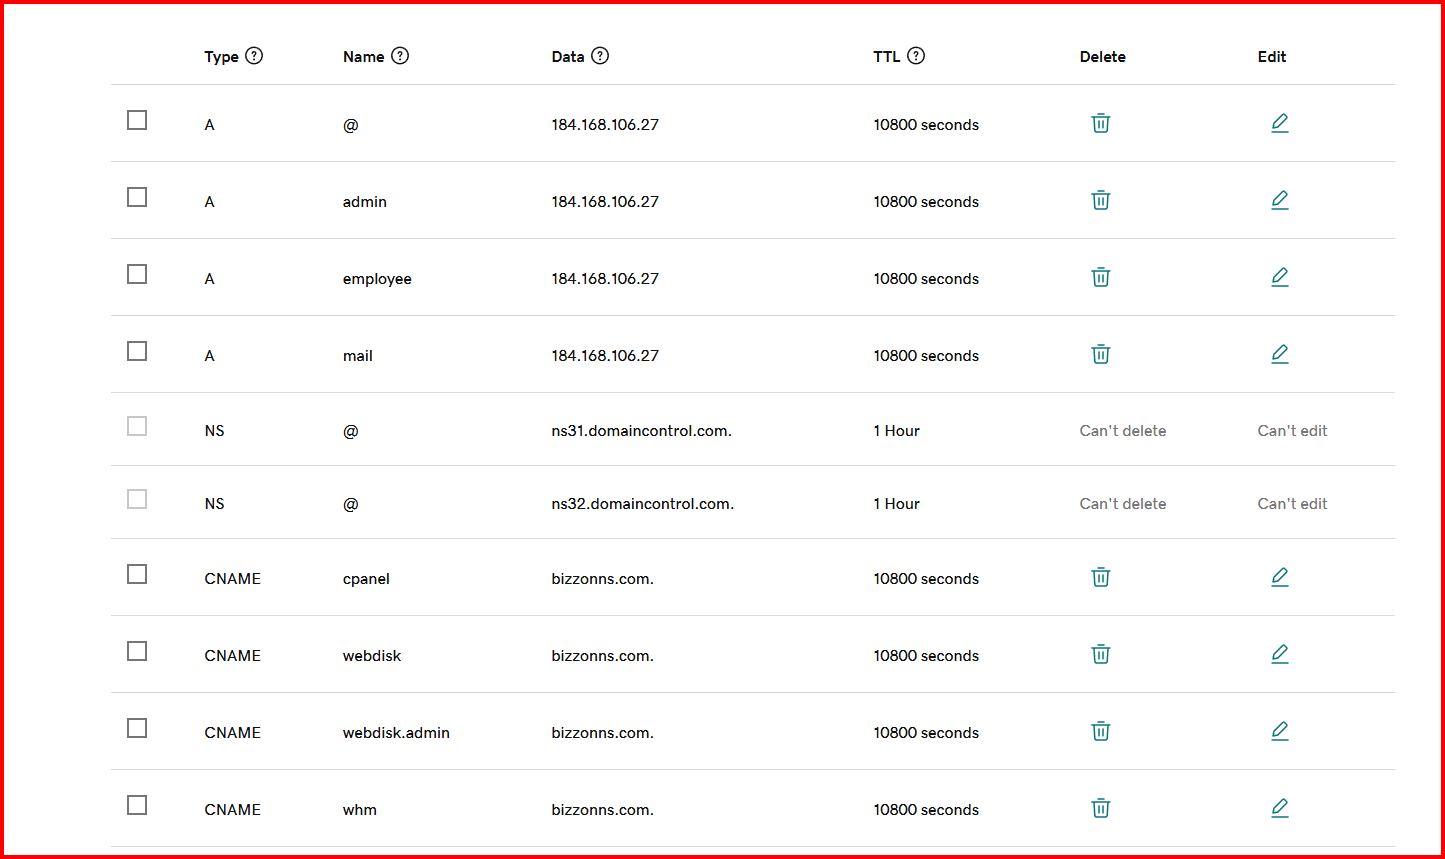 Type ? Name ? Data ? TTL ? Delete Edit
A @ 184.168.106.27 10800 seconds
A admin 184.168.106.27 10800 seconds
A employee 184.168.106.27 10800 seconds
A mail 184.168.106.27 10800 seconds
NS @ ns31.domaincontrol.com. 1 Hour Can't delete Can't edit
NS @ ns32.domaincontrol.com. 1 Hour Can't delete Can't edit
CNAME cpanel bizzonns.com. 10800 seconds
CNAME webdisk bizzonns.com. 10800 seconds
CNAME webdisk.admin bizzonns.com. 10800 seconds
CNAME whm bizzonns.com. 10800 seconds